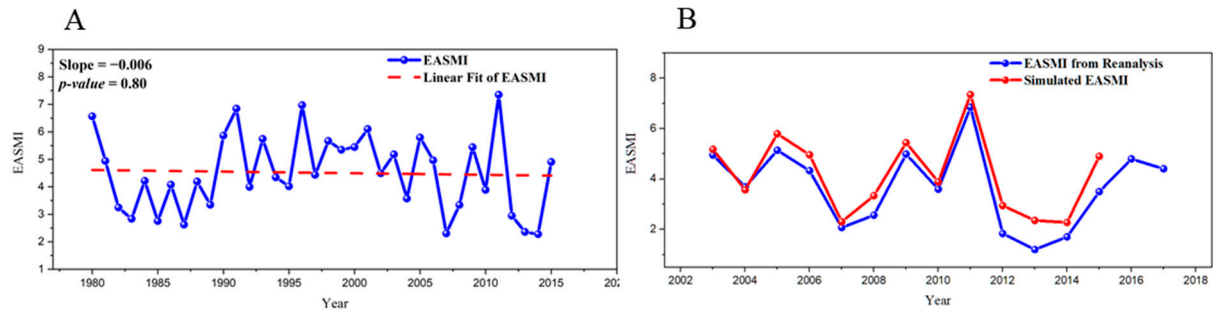 A
B
Slope = −0.006
p-value = 0.80
EASMI
Linear Fit of EASMI
EASMI
9
8
7
6
5
4
3
2
1
1980 1985 1990 1995 2000 2005 2010 2015 202
Year
EASMI from Reanalysis
Simulated EASMI
EASMI
8
6
4
2
2002 2004 2006 2008 2010 2012 2014 2016 2018
Year